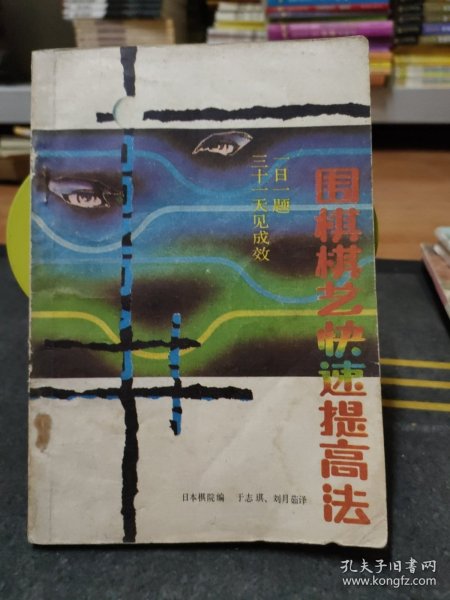 围棋棋艺快速提高法
一日一题
三十一天见成效
日本棋院编 于志琪、刘月茹译
孔夫子旧书网
www.kongfz.com